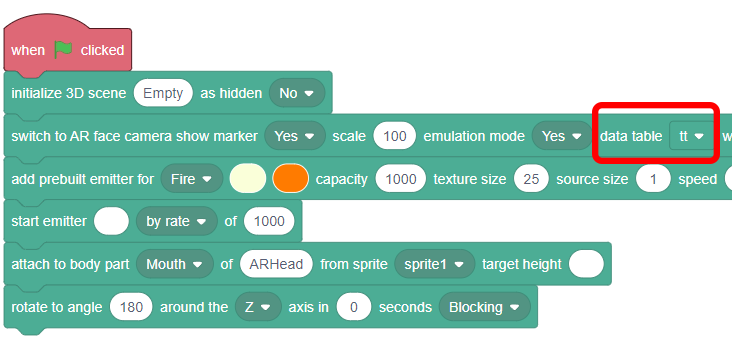 when clicked
initialize 3D scene Empty as hidden No
switch to AR face camera show marker Yes scale 100 emulation mode Yes data table tt w
add prebuilt emitter for Fire capacity 1000 texture size 25 source size 1 speed
start emitter by rate of 1000
attach to body part Mouth of ARHead from sprite sprite1 target height
rotate to angle 180 around the Z axis in 0 seconds Blocking